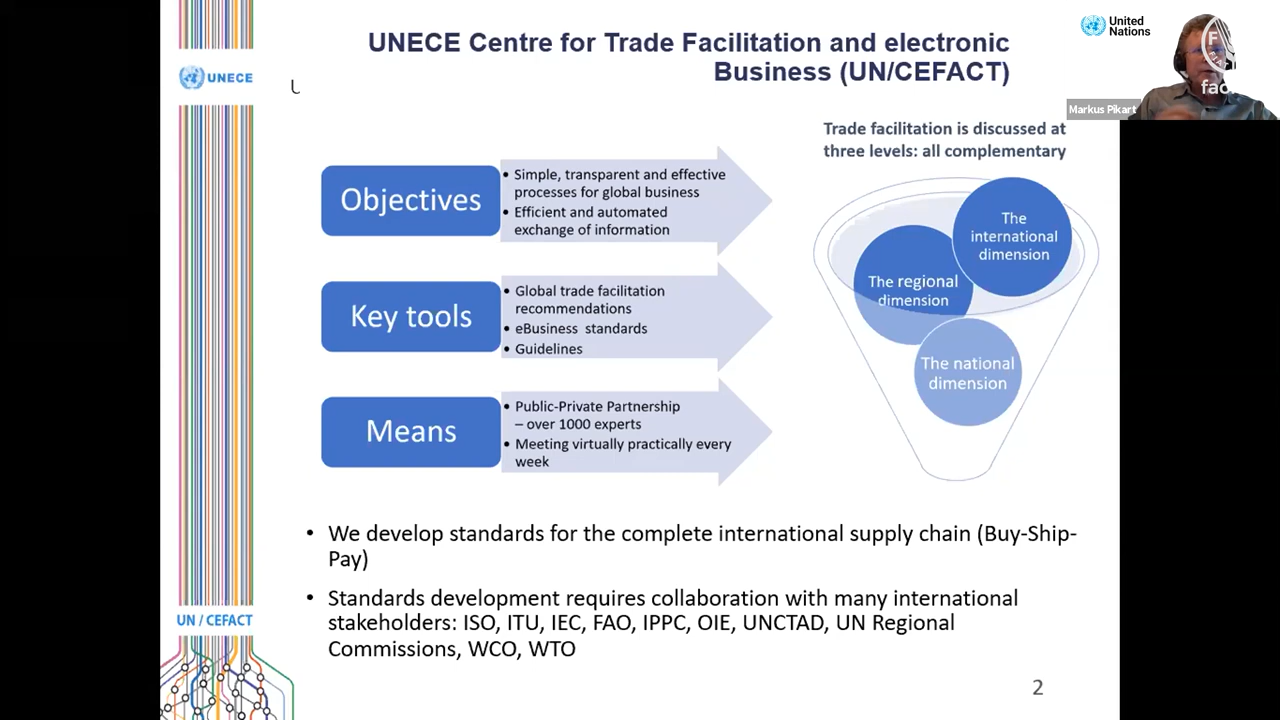 UNECE Centre for Trade Facilitation and electronic
Business (UN/CEFACT)
UNECE
United
Nations
Markus Pikart
Trade facilitation is discussed at
three levels: all complementary
Objectives
• Simple, transparent and effective
processes for global business
• Efficient and automated
exchange of information
Key tools
• Global trade facilitation
recommendations
• eBusiness standards
• Guidelines
Means
• Public-Private Partnership
– over 1000 experts
• Meeting virtually practically every
week
The
international
dimension
The regional
dimension
The national
dimension
• We develop standards for the complete international supply chain (Buy-Ship-
Pay)
• Standards development requires collaboration with many international
stakeholders: ISO, ITU, IEC, FAO, IPPC, OIE, UNCTAD, UN Regional
Commissions, WCO, WTO
UN / CEFACT
2